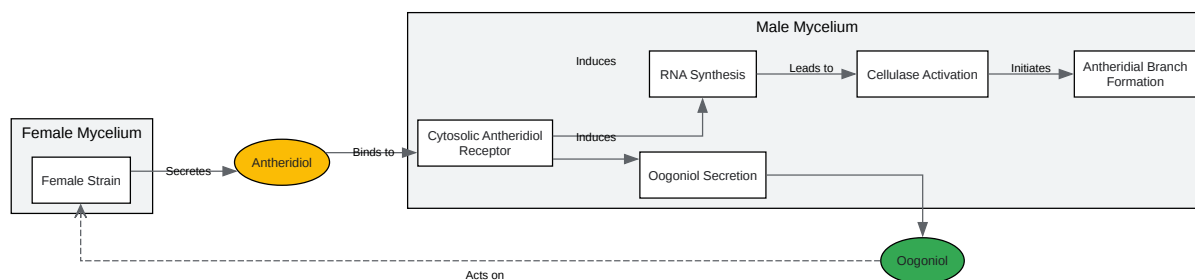 Male Mycelium
Induces
RNA Synthesis
Leads to
Cellulase Activation
Initiates
Antheridial Branch
Formation
Female Mycelium
Female Strain
Secretes
Antheridiol
Binds to
Cytosolic Antheridiol
Receptor
Induces
Oogoniol Secretion
Oogoniol
Acts on